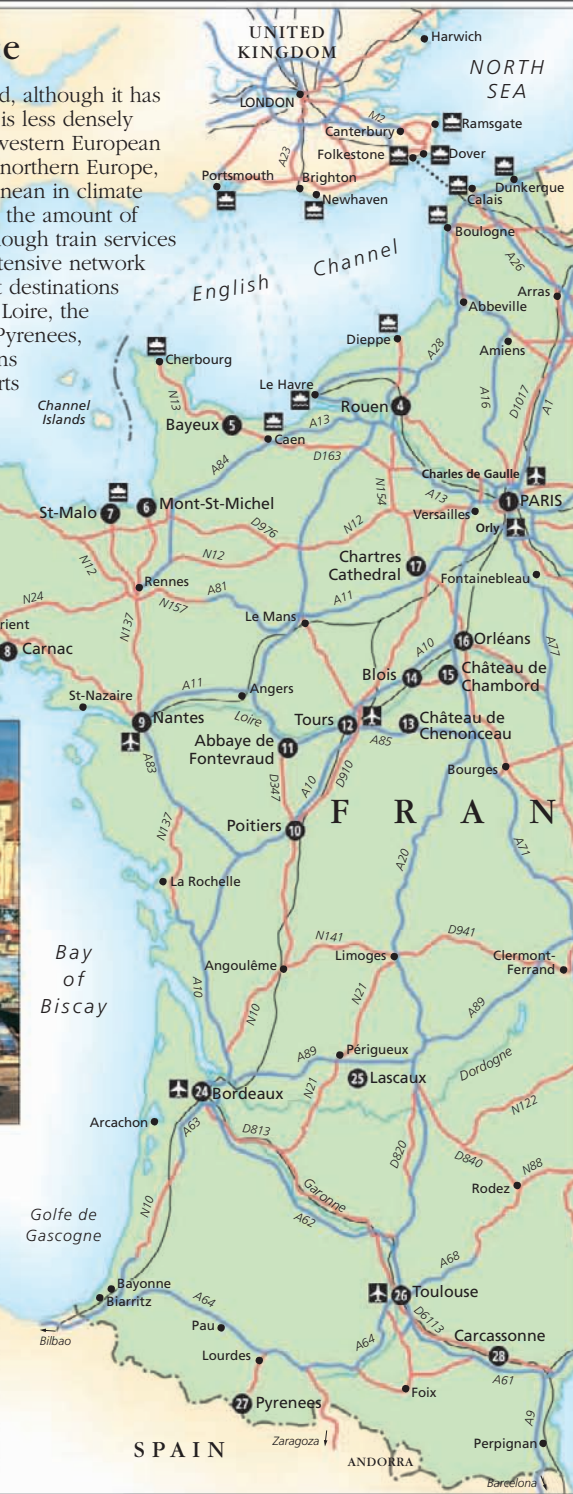 e
d, although it has
is less densely
western European
northern Europe,
nean in climate
the amount of
ough train services
tensive network
t destinations
Loire, the
Pyrenees,
ns
rts
UNITED
KINGDOM
Harwich
NORTH
SEA
LONDON
M2
Canterbury
Ramsgate
Folkestone
Dover
A23
Portsmouth
Brighton
Newhaven
Dunkerque
Calais
Boulogne
English Channel
A26
Arras
Abbeville
Dieppe
A28
Amiens
Cherbourg
Le Havre
A16
D1017
A1
Channel
Islands
N13
Rouen
4
Bayeux
5
A13
Caen
D163
A84
Charles de Gaulle
N154
A13
1
PARIS
St-Malo
7
6
Mont-St-Michel
Versailles
Orly
D976
N12
N12
N12
Chartres
Cathedral
17
Fontainebleau
Rennes
A81
A11
N24
N157
rient
Le Mans
N137
16
Orléans
A77
8
Carnac
A10
Blois
14
15
Château de
Chambord
A11
Angers
St-Nazaire
9
Nantes
Loire
Tours
12
13
Château de
Chenonceau
A85
Abbaye de
Fontevraud
11
A83
Bourges
D347
A10
D910
FRAN
N137
Poitiers
10
A71
A20
La Rochelle
Bay
of
Biscay
N141
Limoges
D941
Clermont-
Ferrand
Angoulême
A10
N10
N21
A89
A89
Périgueux
Dordogne
25
Lascaux
24
Bordeaux
N21
Arcachon
A63
D813
N122
D820
D840
N88
Garonne
Rodez
A62
N10
Golfe de
Gascogne
A68
Bayonne
Biarritz
26
Toulouse
A64
D6113
Bilbao
Pau
Carcassonne
28
A64
Lourdes
A61
Foix
27
Pyrenees
A9
SPAIN
Zaragoza
ANDORRA
Perpignan
Barcelona